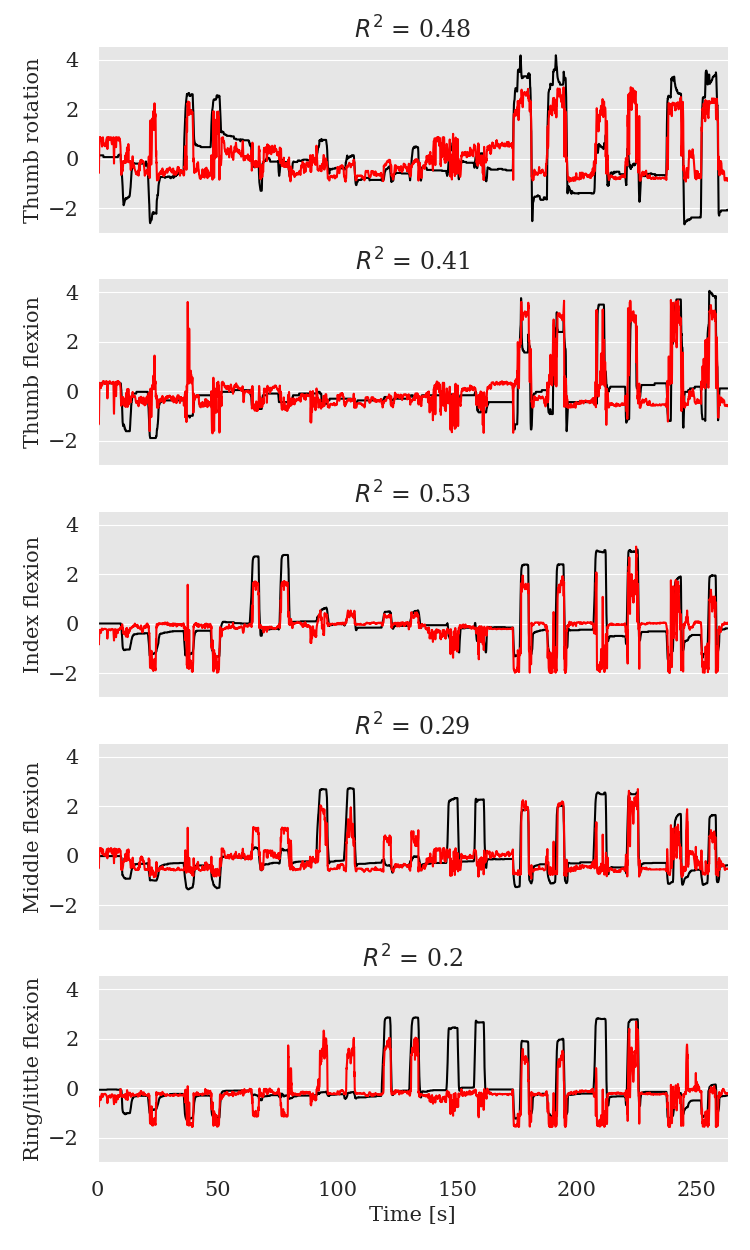 R² = 0.48
4
2
0
−2
Thumb rotation
R² = 0.41
4
2
0
−2
Thumb flexion
R² = 0.53
4
2
0
−2
Index flexion
R² = 0.29
4
2
0
−2
Middle flexion
R² = 0.2
4
2
0
−2
Ring/little flexion
0 50 100 150 200 250
Time [s]